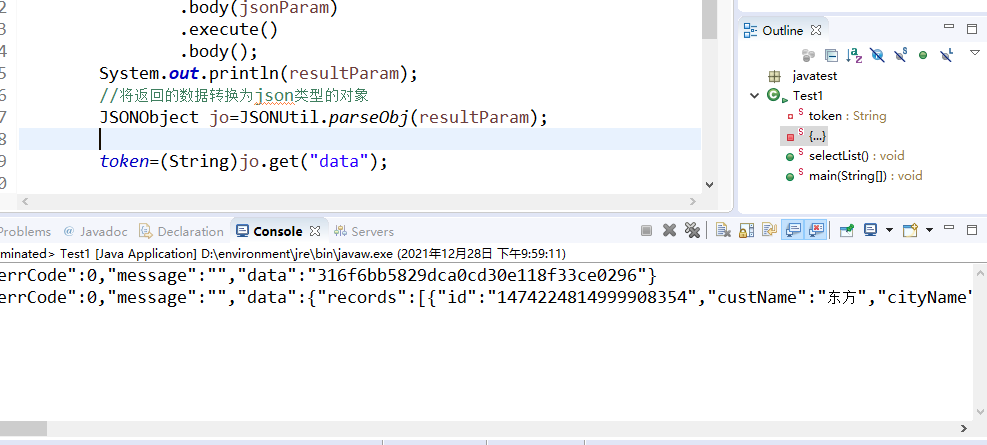 2 .body(jsonParam)
3 .execute()
4 .body();
5 System.out.println(resultParam);
6 //将返回的数据转换为json类型的对象
7 JSONObject jo=JSONUtil.parseObj(resultParam);
8
9 token=(String)jo.get("data");
0
Outline
javatest
Test1
token : String
{...}
selectList() : void
main(String[]) : void
Problems @ Javadoc Declaration Console Servers
minated> Test1 [Java Application] D:\environment\jre\bin\javaw.exe (2021年12月28日 下午9:59:11)
errCode":0,"message":"","data":"316f6bb5829dca0cd30e118f33ce0296"}
errCode":0,"message":"","data":{"records":[{"id":"1474224814999908354","custName":"东方","cityName"